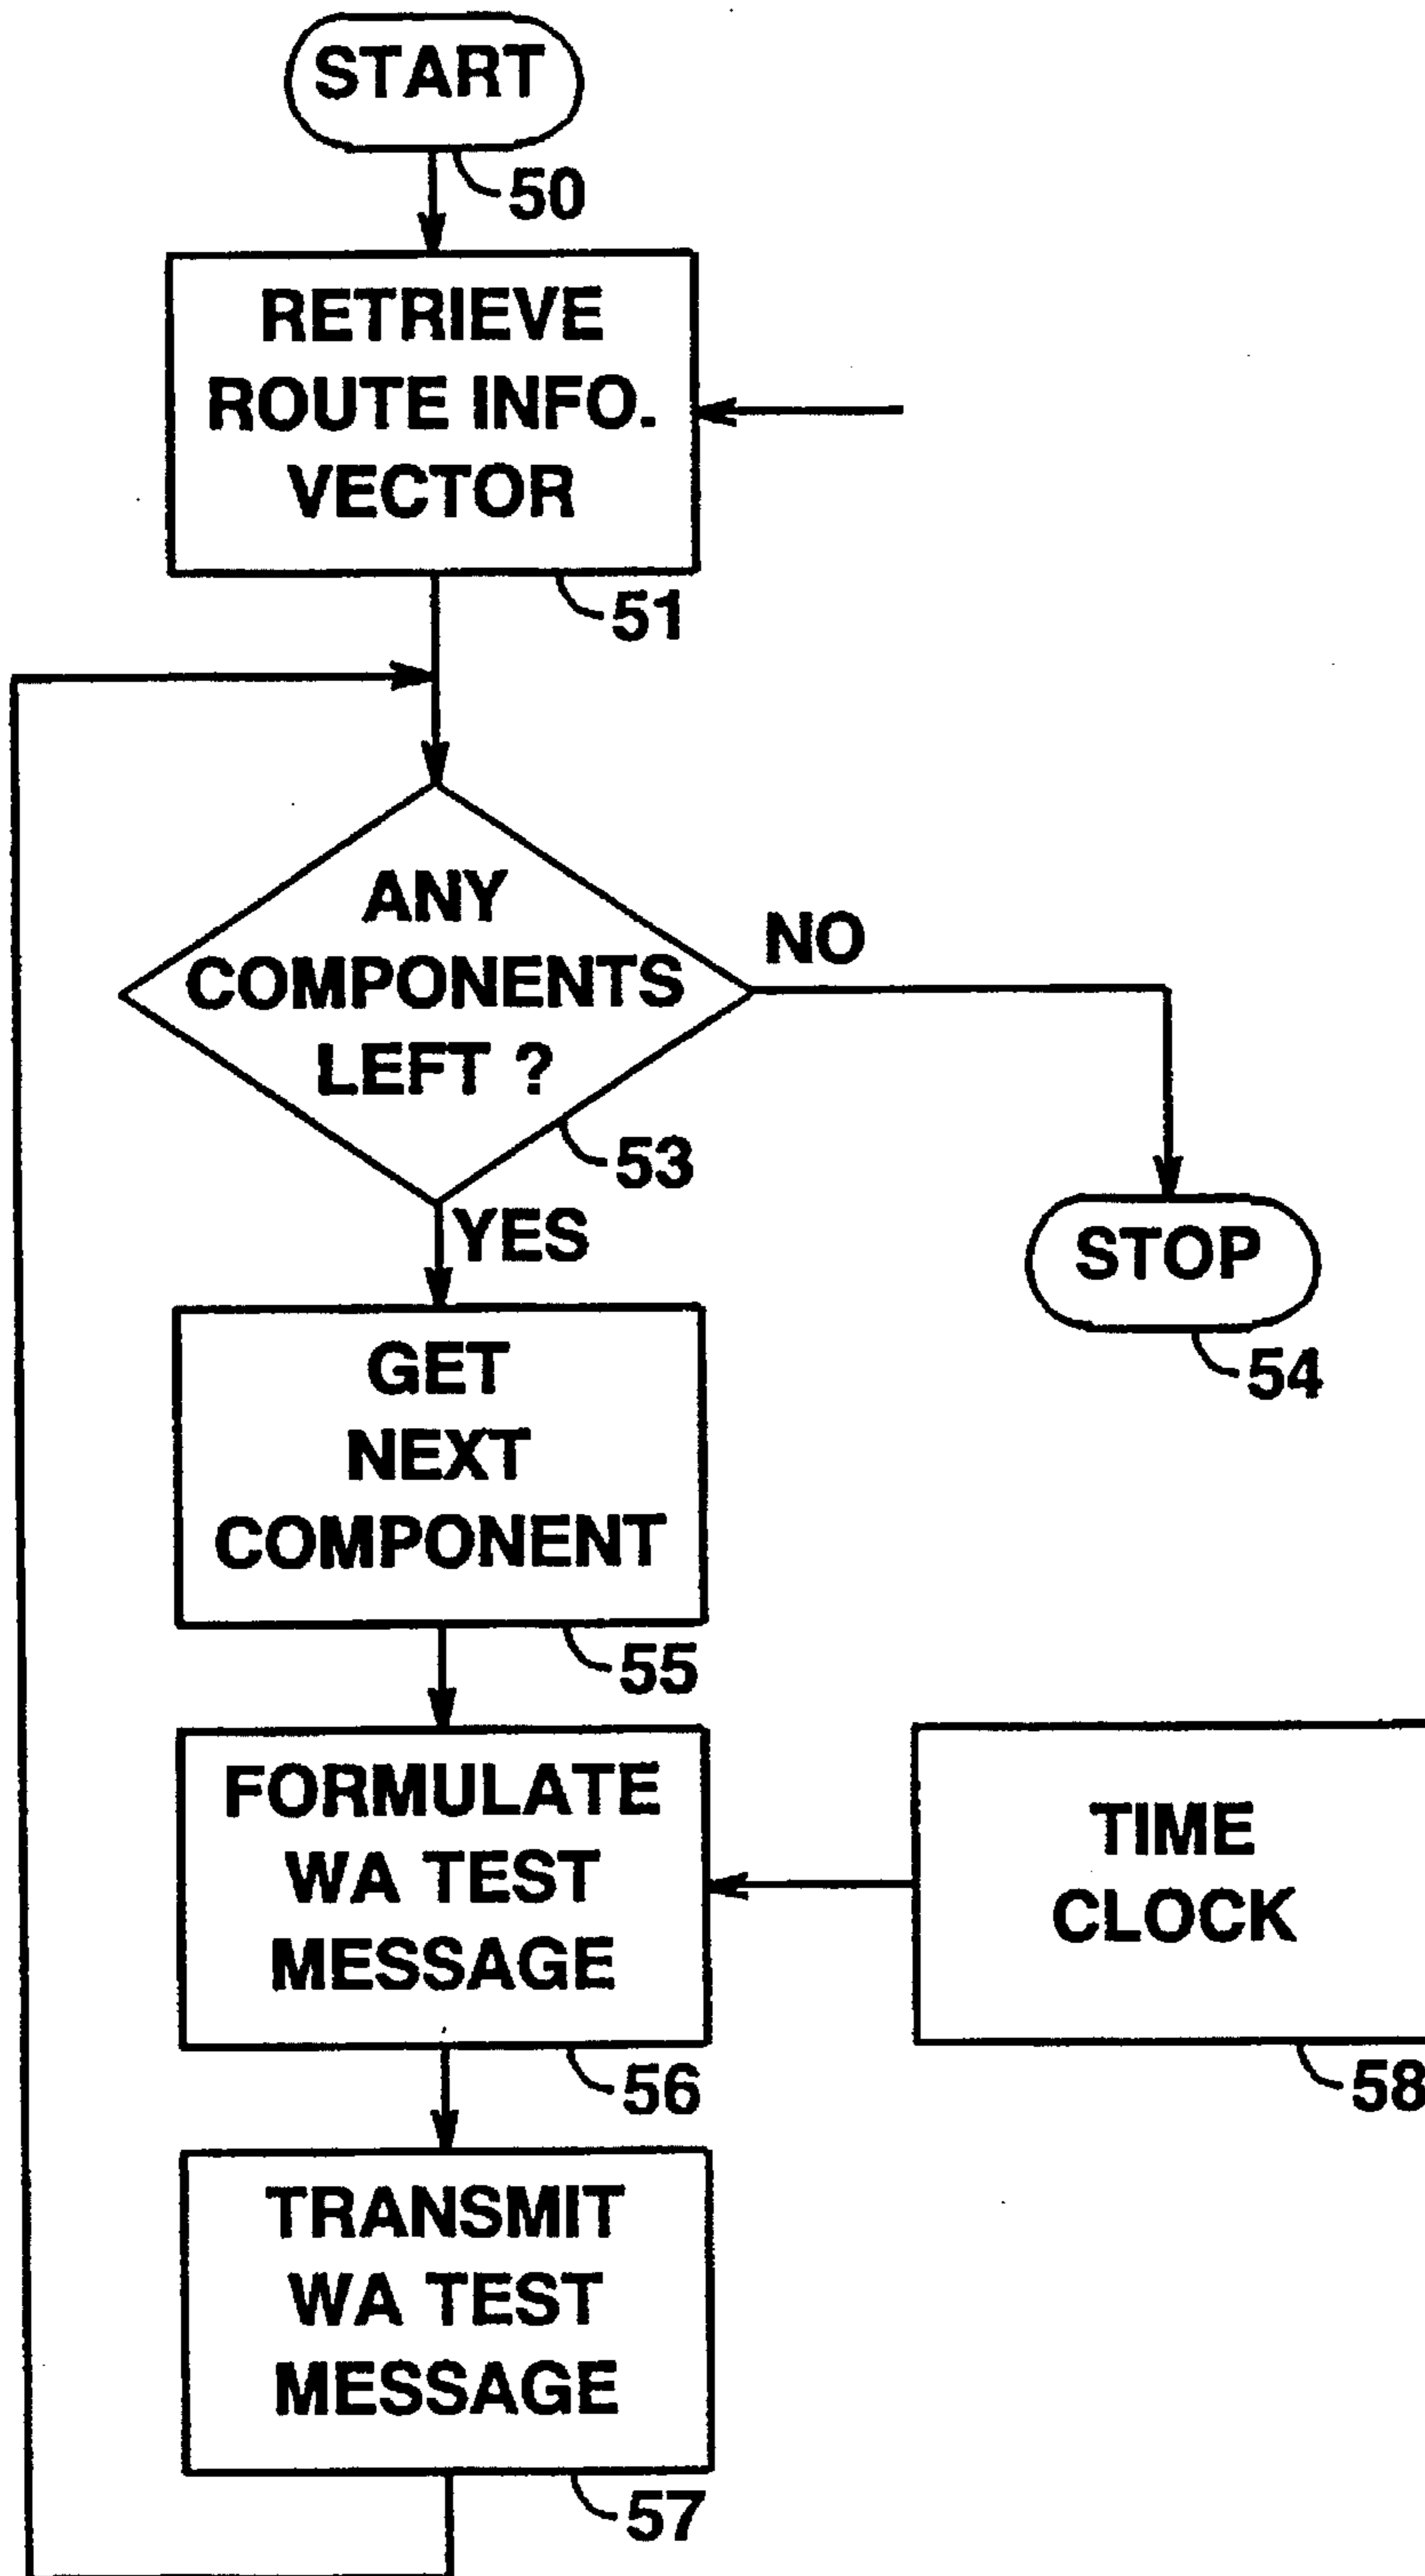 START
50
RETRIEVE
ROUTE INFO.
VECTOR
51
ANY
COMPONENTS
LEFT ?
53
NO
STOP
54
YES
GET
NEXT
COMPONENT
55
FORMULATE
WA TEST
MESSAGE
56
TIME
CLOCK
58
TRANSMIT
WA TEST
MESSAGE
57